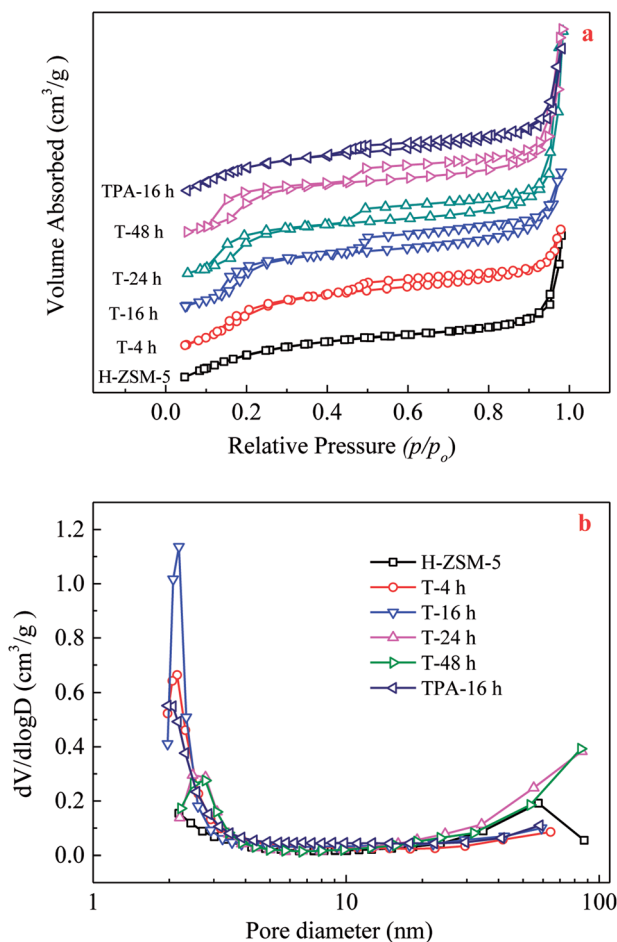 a
Volume Absorbed (cm³/g)
TPA-16 h
T-48 h
T-24 h
T-16 h
T-4 h
H-ZSM-5
0.0 0.2 0.4 0.6 0.8 1.0
Relative Pressure (p/pₒ)
b
dV/dlogD (cm³/g)
1.2
1.0
0.8
0.6
0.4
0.2
0.0
H-ZSM-5
T-4 h
T-16 h
T-24 h
T-48 h
TPA-16 h
1 10 100
Pore diameter (nm)